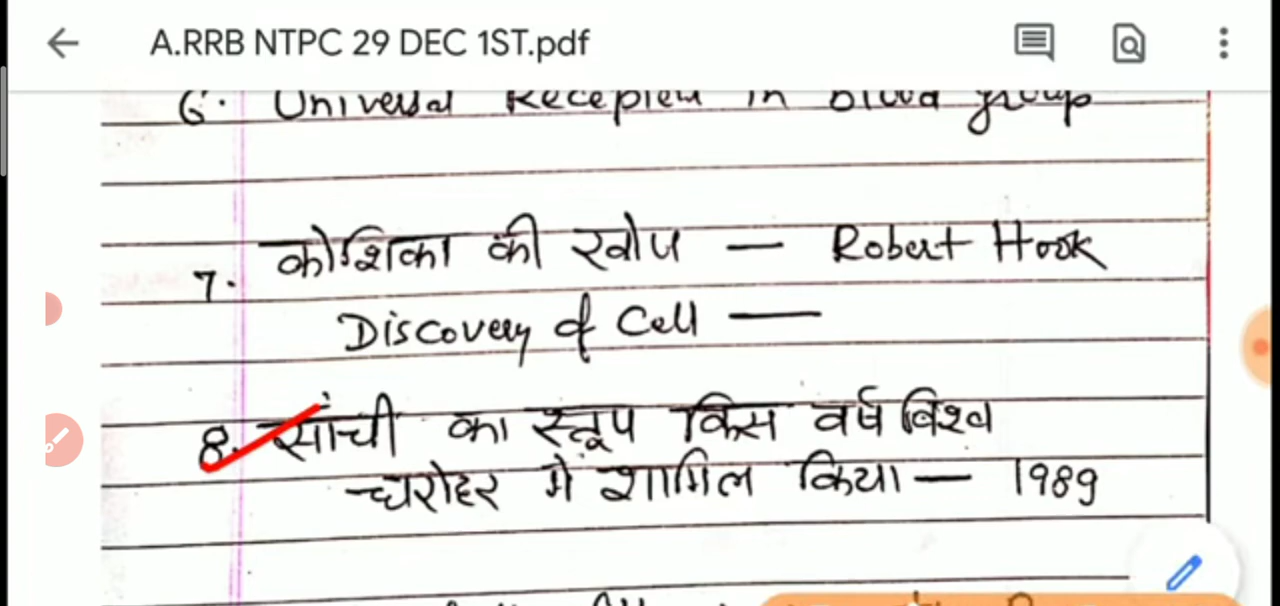 A.RRB NTPC 29 DEC 1ST.pdf
6. Universal Recepient in blood group
7. कोशिका की खोज — Robert Hook
Discovery of Cell —
8. सांची का स्तूप किस वर्ष विश्व
धरोहर में शामिल किया — 1989